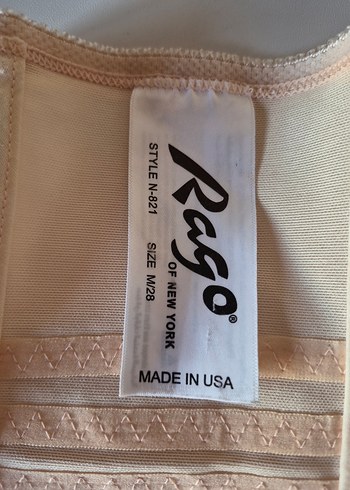 Rago®
OF NEW YORK
STYLE N-821 SIZE M/28
MADE IN USA